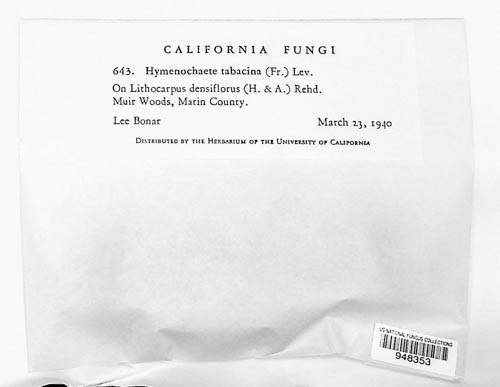 CALIFORNIA FUNGI
643. Hymenochaete tabacina (Fr.) Lev.
On Lithocarpus densiflorus (H. & A.) Rehd.
Muir Woods, Marin County.
Lee Bonar March 23, 1940
Distributed by the Herbarium of the University of California
US NATIONAL FUNGUS COLLECTIONS
948353